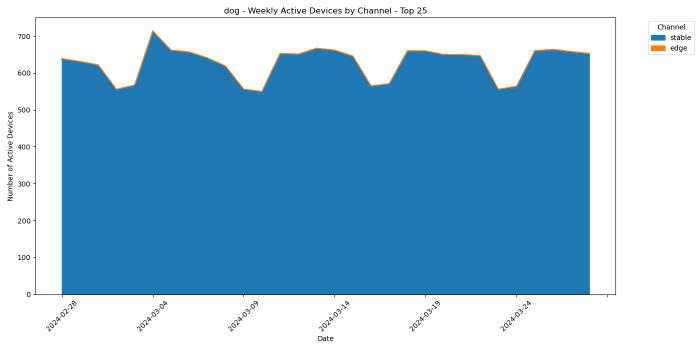 dog - Weekly Active Devices by Channel - Top 25
Channel
stable
edge
Number of Active Devices
700
600
500
400
300
200
100
0
2024-02-28
2024-03-04
2024-03-09
2024-03-14
2024-03-19
2024-03-24
Date